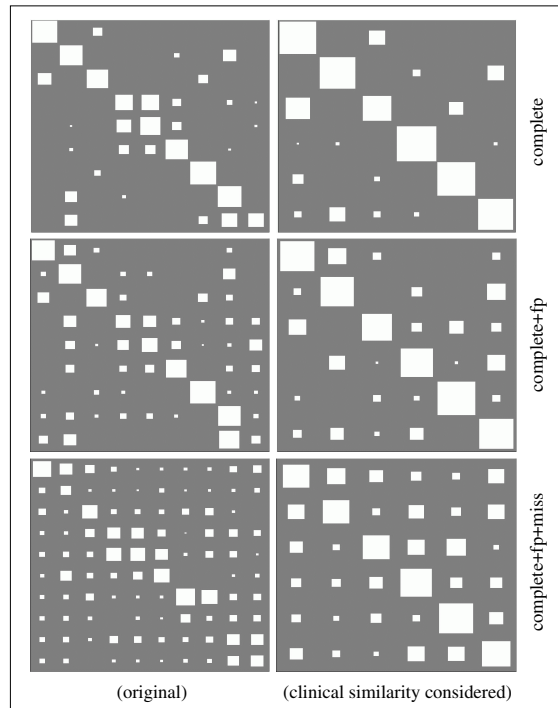 complete
complete+fp
complete+fp+miss
(original)
(clinical similarity considered)